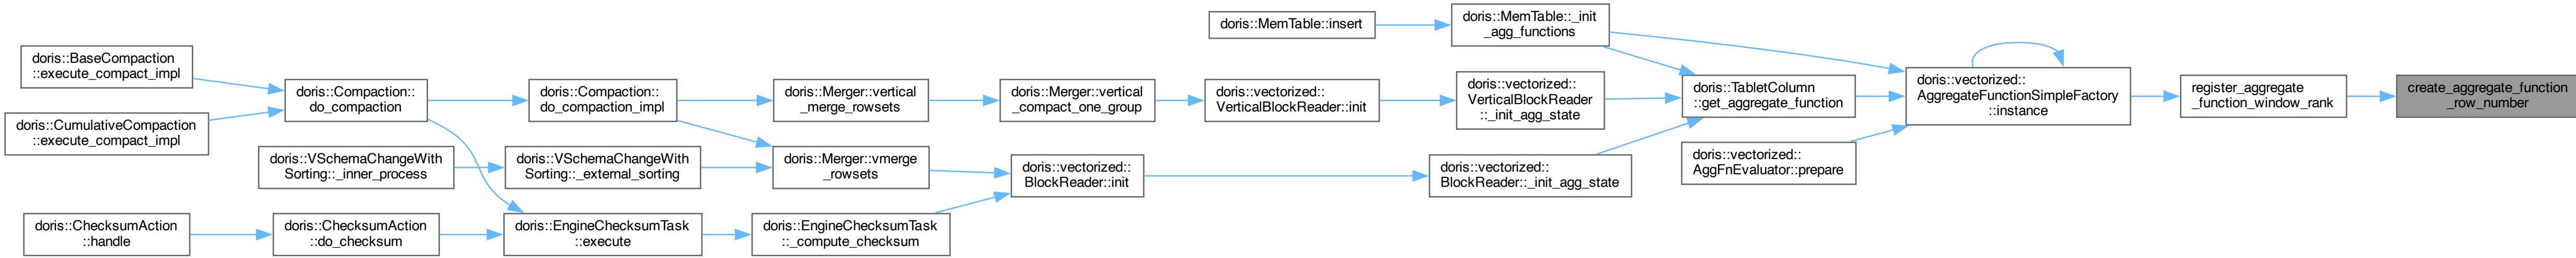 doris::BaseCompaction
::execute_compact_impl
doris::CumulativeCompaction
::execute_compact_impl
doris::Compaction::
do_compaction
doris::VSchemaChangeWith
Sorting::_inner_process
doris::ChecksumAction
::handle
doris::ChecksumAction
::do_checksum
doris::Compaction::
do_compaction_impl
doris::VSchemaChangeWith
Sorting::_external_sorting
doris::EngineChecksumTask
::execute
doris::Merger::vertical
_merge_rowsets
doris::Merger::vmerge
_rowsets
doris::EngineChecksumTask
::_compute_checksum
doris::Merger::vertical
_compact_one_group
doris::vectorized::
BlockReader::init
doris::MemTable::insert
doris::vectorized::
VerticalBlockReader::init
doris::MemTable::_init
_agg_functions
doris::vectorized::
VerticalBlockReader
::_init_agg_state
doris::vectorized::
BlockReader::_init_agg_state
doris::TabletColumn
::get_aggregate_function
doris::vectorized::
AggFnEvaluator::prepare
doris::vectorized::
AggregateFunctionSimpleFactory
::instance
register_aggregate
_function_window_rank
create_aggregate_function
_row_number